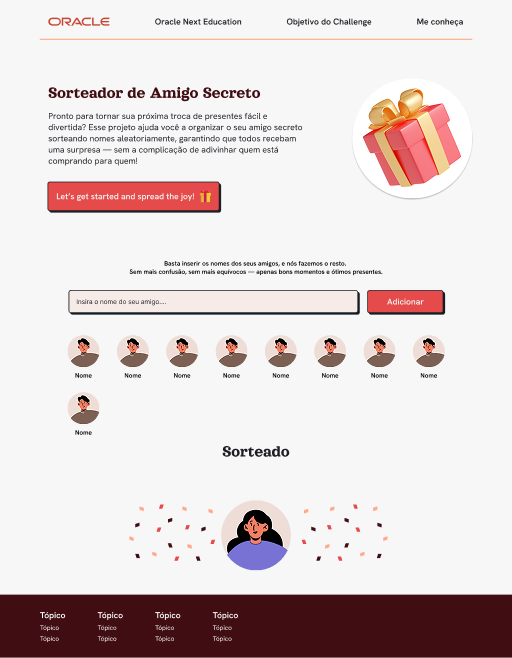 ORACLE
Oracle Next Education
Objetivo do Challenge
Me conheça
Sorteador de Amigo Secreto
Pronto para tornar sua próxima troca de presentes fácil e
divertida? Esse projeto ajuda você a organizar o seu amigo secreto
sorteando nomes aleatoriamente, garantindo que todos recebam
uma surpresa — sem a complicação de adivinhar quem está
comprando para quem!
Let's get started and spread the joy!
Basta inserir os nomes dos seus amigos, e nós fazemos o resto.
Sem mais confusão, sem mais equívocos — apenas bons momentos e ótimos presentes.
Insira o nome do seu amigo....
Adicionar
Nome Nome Nome Nome Nome Nome Nome Nome
Nome
Sorteado
Tópico Tópico Tópico Tópico
Tópico Tópico Tópico Tópico
Tópico Tópico Tópico Tópico